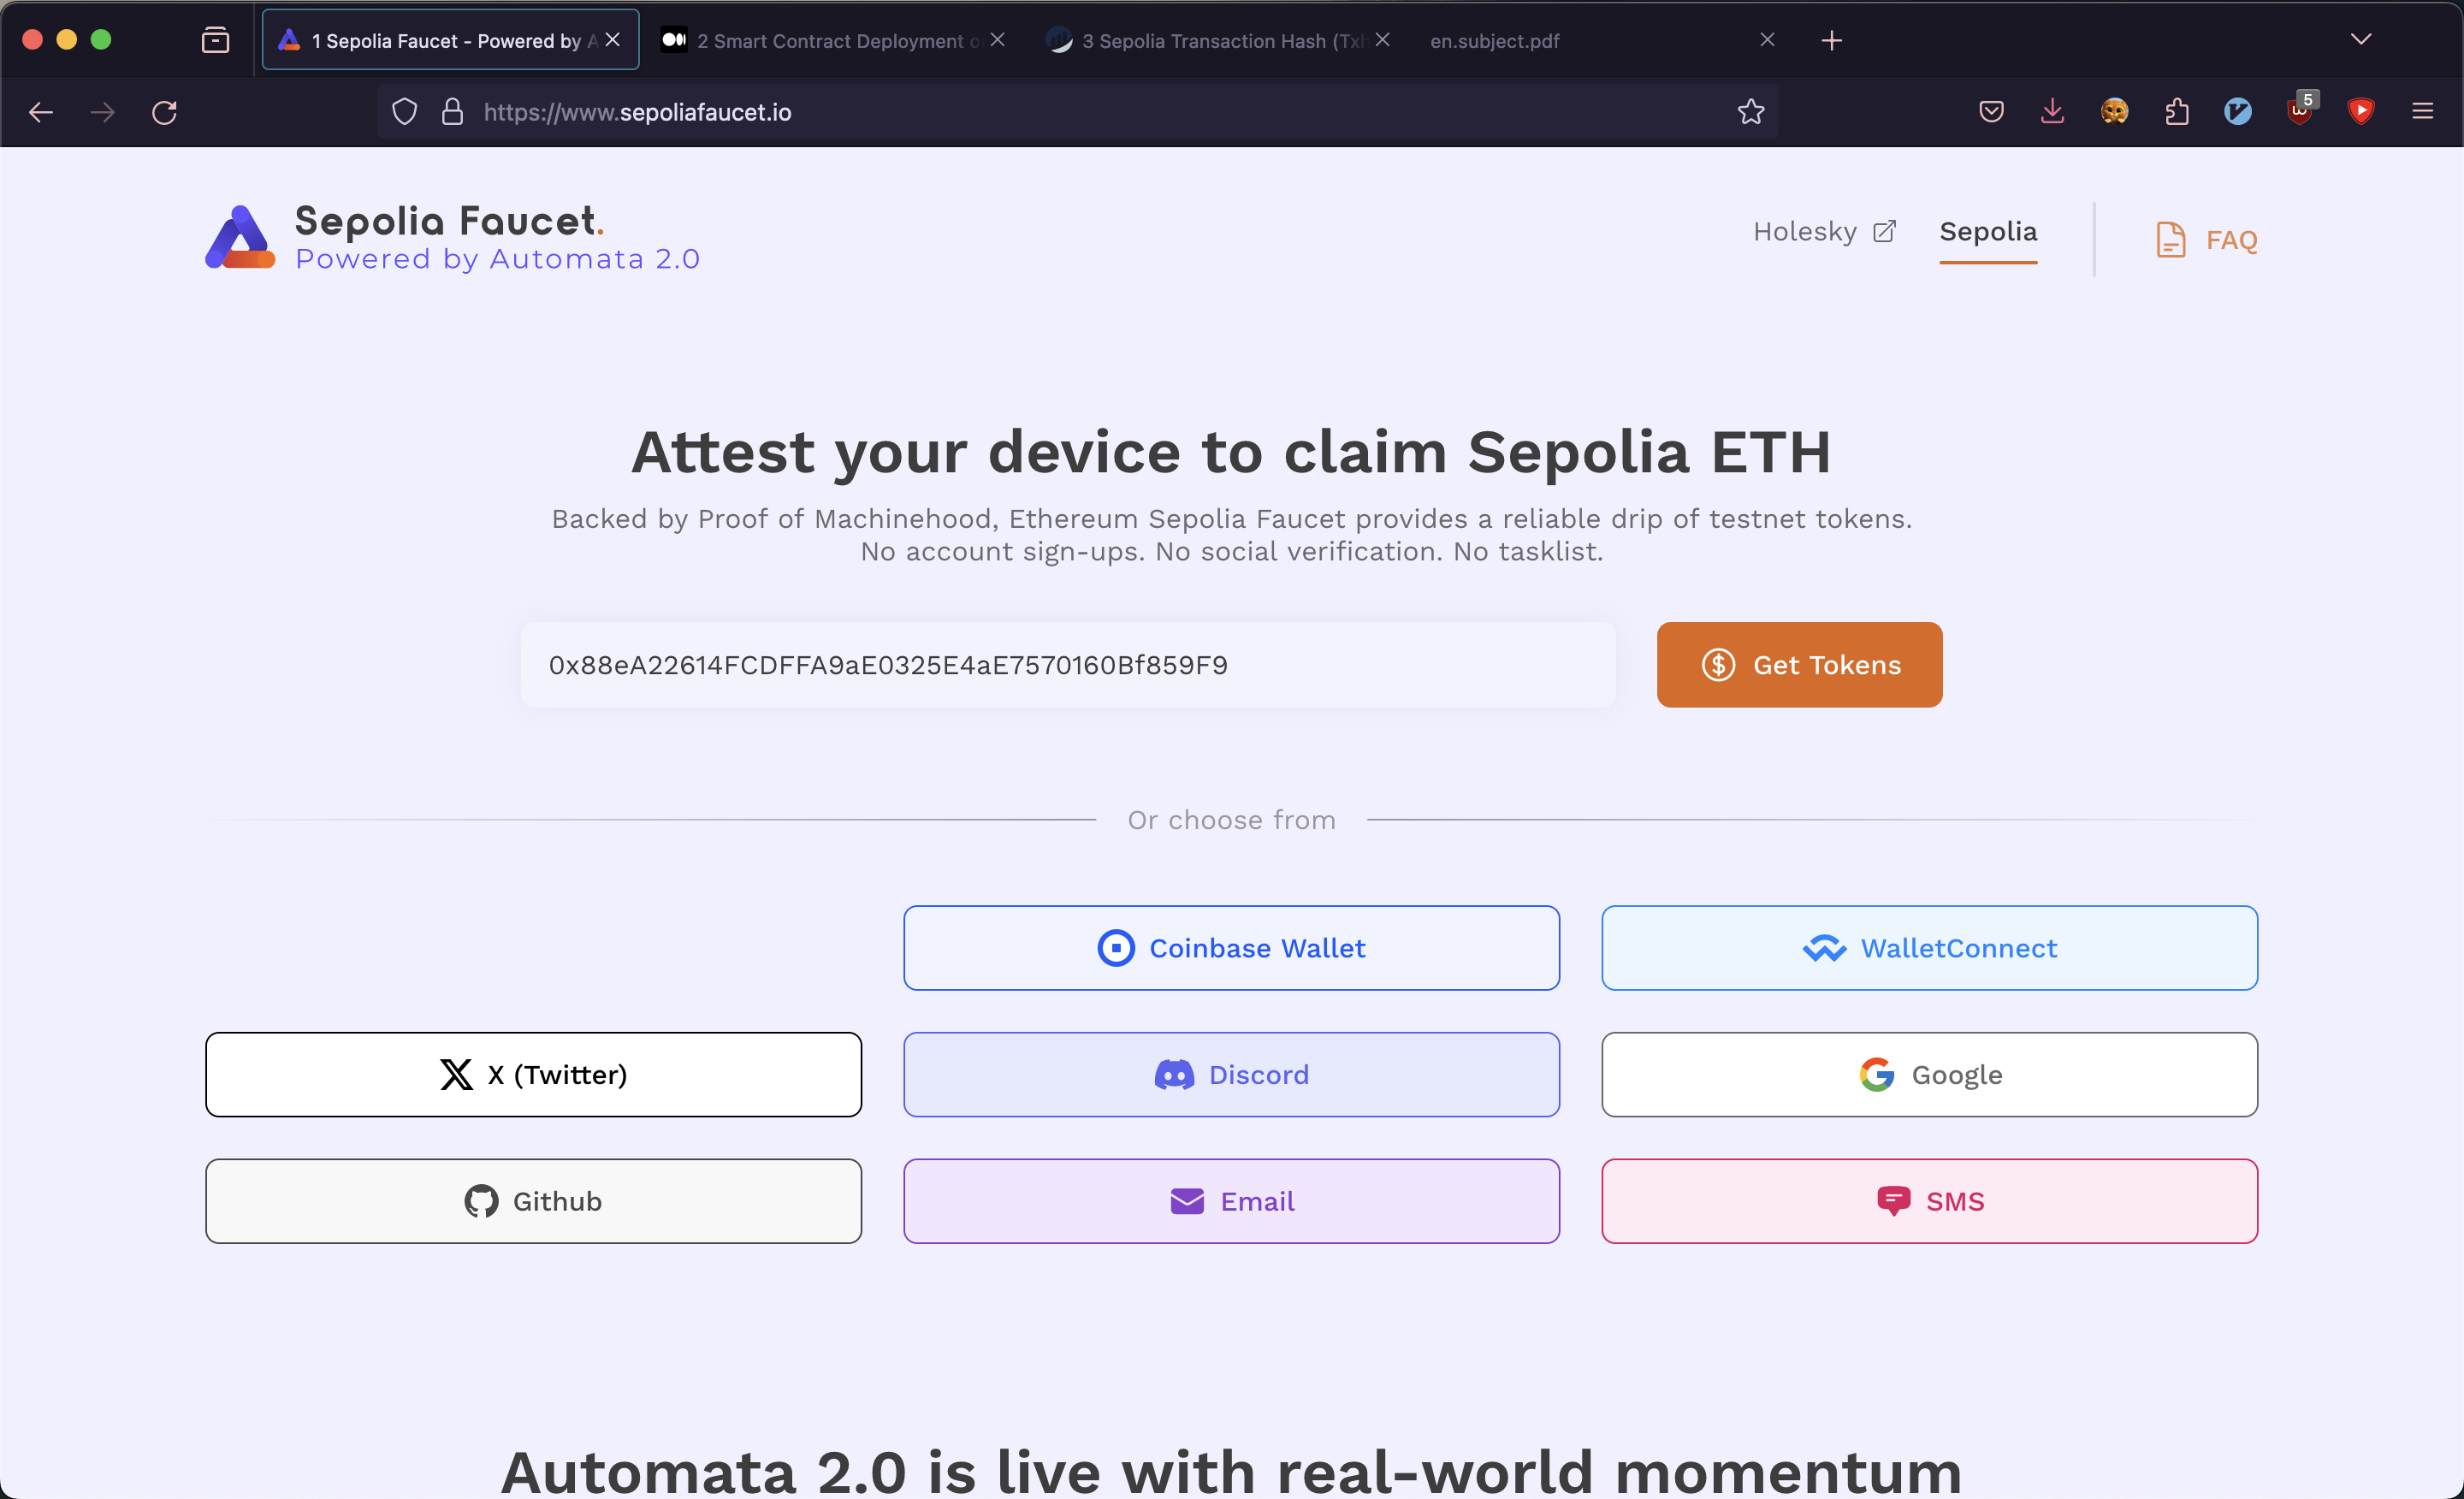 1 Sepolia Faucet - Powered by A
2 Smart Contract Deployment o
3 Sepolia Transaction Hash (Txh
en.subject.pdf
https://www.sepoliafaucet.io
5
Sepolia Faucet.
Powered by Automata 2.0
Holesky
Sepolia
FAQ
Attest your device to claim Sepolia ETH
Backed by Proof of Machinehood, Ethereum Sepolia Faucet provides a reliable drip of testnet tokens.
No account sign-ups. No social verification. No tasklist.
0x88eA22614FCDFFA9aE0325E4aE7570160Bf859F9
Get Tokens
Or choose from
Coinbase Wallet
WalletConnect
X (Twitter)
Discord
Google
Github
Email
SMS
Automata 2.0 is live with real-world momentum